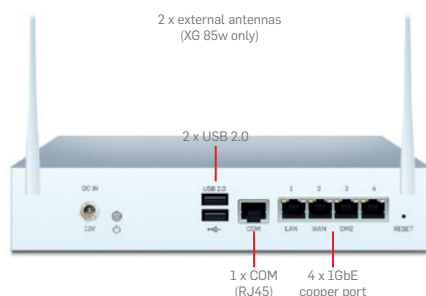 2 x external antennas
(XG 85w only)
2 x USB 2.0
DC IN
USB 2.0
1 2 3 4
12V
COM
LAN WAN DMZ
RESET
1 x COM
(RJ45)
4 x 1GbE
copper port